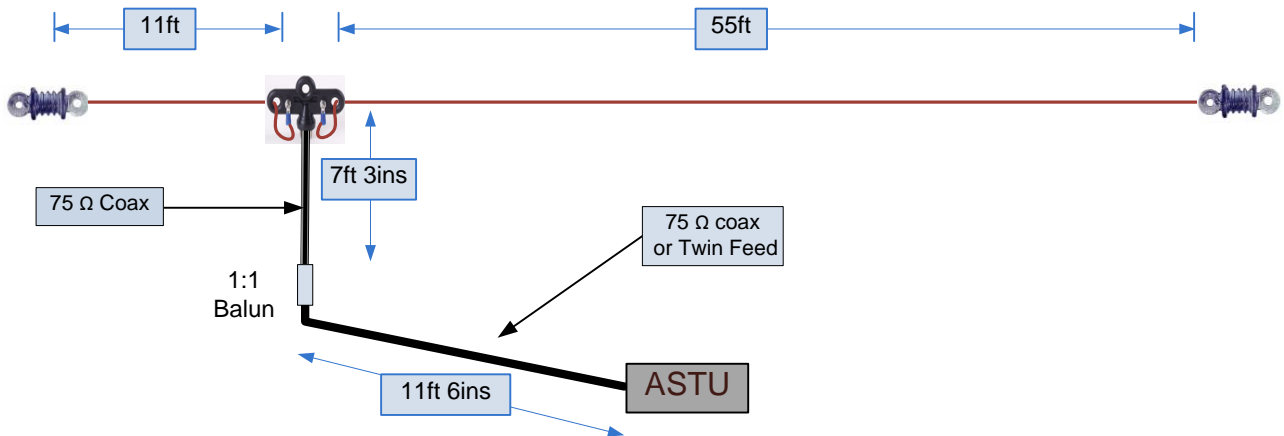 11ft
55ft
7ft 3ins
75 Ω Coax
75 Ω coax
or Twin Feed
1:1
Balun
ASTU
11ft 6ins